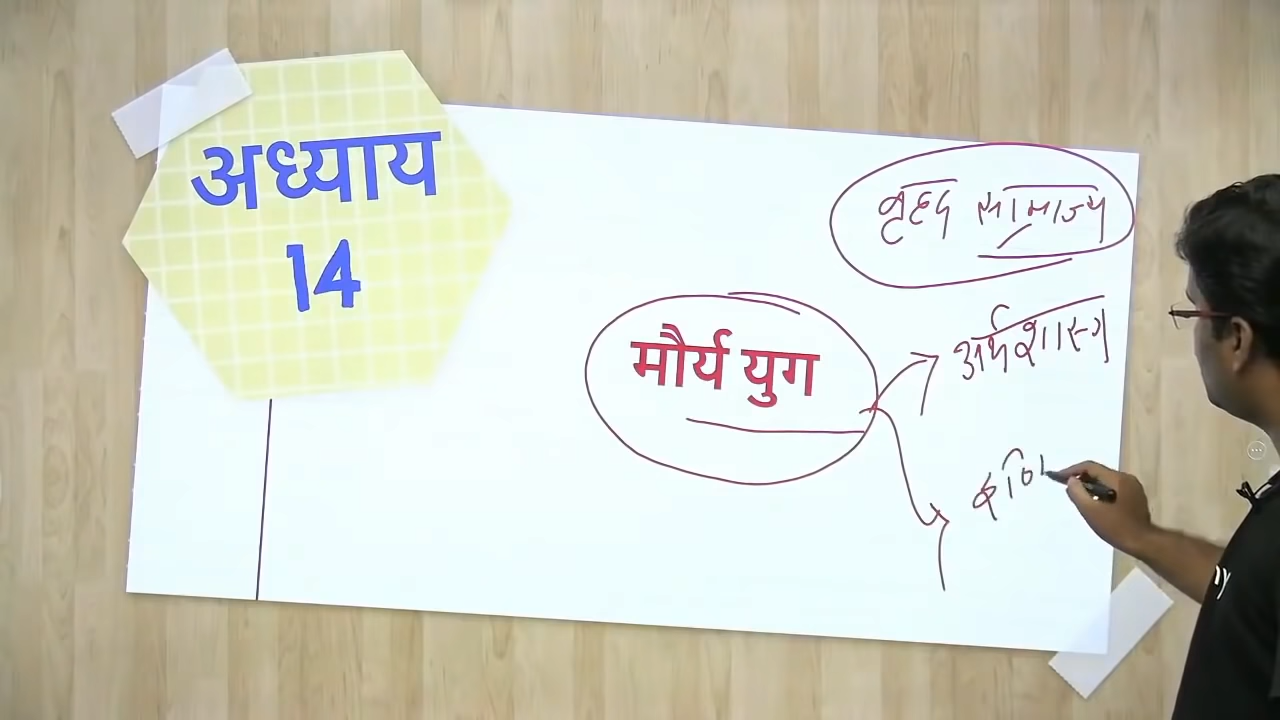 अध्याय
14
बृहद साम्राज्य
मौर्य युग
अर्थशास्त्र